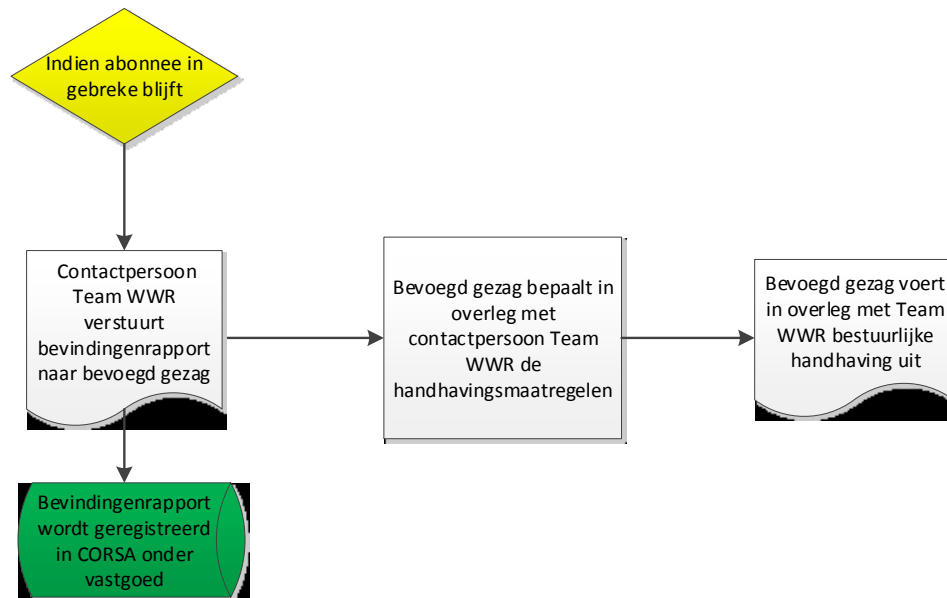 Indien abonnee in
gebreke blijft
Contactpersoon
Team WWR
verstuurt
bevindingenrapport
naar bevoegd gezag
Bevoegd gezag bepaalt in
overleg met
contactpersoon Team
WWR de
handhavingsmaatregelen
Bevoegd gezag voert
in overleg met Team
WWR bestuurlijke
handhaving uit
Bevindingenrapport
wordt geregistreerd
in CORSA onder
vastgoed